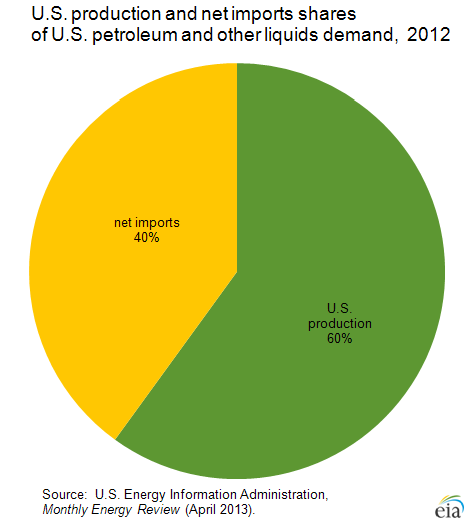 U.S. production and net imports shares
of U.S. petroleum and other liquids demand, 2012
net imports
40%
U.S.
production
60%
Source: U.S. Energy Information Administration,
Monthly Energy Review (April 2013).
eia